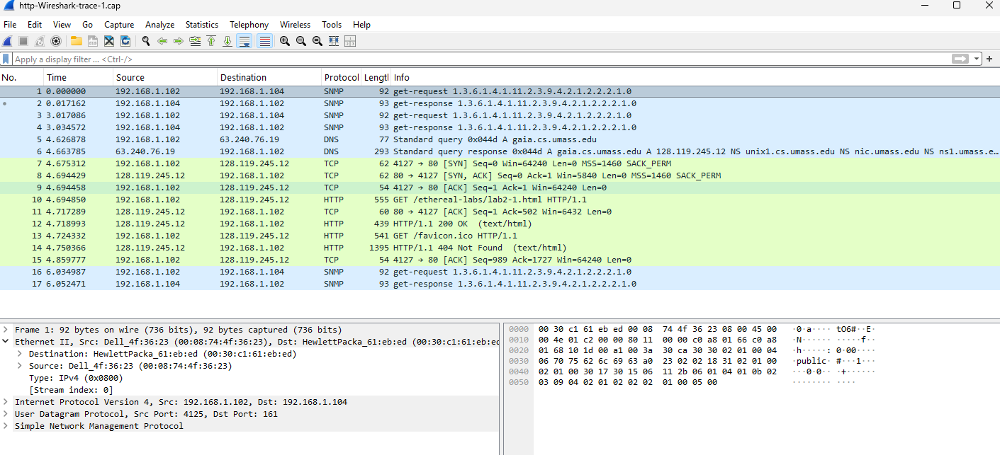 http-Wireshark-trace-1.cap
File Edit View Go Capture Analyze Statistics Telephony Wireless Tools Help
Apply a display filter ... <Ctrl-/>
No. Time Source Destination Protocol Lengtl Info
1 0.000000 192.168.1.102 192.168.1.104 SNMP 92 get-request 1.3.6.1.4.1.11.2.3.9.4.2.1.2.2.2.1.0
2 0.017162 192.168.1.104 192.168.1.102 SNMP 93 get-response 1.3.6.1.4.1.11.2.3.9.4.2.1.2.2.2.1.0
3 3.017086 192.168.1.102 192.168.1.104 SNMP 92 get-request 1.3.6.1.4.1.11.2.3.9.4.2.1.2.2.2.1.0
4 3.034572 192.168.1.104 192.168.1.102 SNMP 93 get-response 1.3.6.1.4.1.11.2.3.9.4.2.1.2.2.2.1.0
5 4.626878 192.168.1.102 63.240.76.19 DNS 77 Standard query 0x044d A gaia.cs.umass.edu
6 4.663785 63.240.76.19 192.168.1.102 DNS 293 Standard query response 0x044d A gaia.cs.umass.edu A 128.119.245.12 NS unix1.cs.umass.edu NS nic.umass.edu NS ns1.umass.e…
7 4.675312 192.168.1.102 128.119.245.12 TCP 62 4127 → 80 [SYN] Seq=0 Win=64240 Len=0 MSS=1460 SACK_PERM
8 4.694429 128.119.245.12 192.168.1.102 TCP 62 80 → 4127 [SYN, ACK] Seq=0 Ack=1 Win=5840 Len=0 MSS=1460 SACK_PERM
9 4.694458 192.168.1.102 128.119.245.12 TCP 54 4127 → 80 [ACK] Seq=1 Ack=1 Win=64240 Len=0
10 4.694850 192.168.1.102 128.119.245.12 HTTP 555 GET /ethereal-labs/lab2-1.html HTTP/1.1
11 4.717289 128.119.245.12 192.168.1.102 TCP 60 80 → 4127 [ACK] Seq=1 Ack=502 Win=6432 Len=0
12 4.718993 128.119.245.12 192.168.1.102 HTTP 439 HTTP/1.1 200 OK (text/html)
13 4.724332 192.168.1.102 128.119.245.12 HTTP 541 GET /favicon.ico HTTP/1.1
14 4.750366 128.119.245.12 192.168.1.102 HTTP 1395 HTTP/1.1 404 Not Found (text/html)
15 4.859777 192.168.1.102 128.119.245.12 TCP 54 4127 → 80 [ACK] Seq=989 Ack=1727 Win=64240 Len=0
16 6.034987 192.168.1.102 192.168.1.104 SNMP 92 get-request 1.3.6.1.4.1.11.2.3.9.4.2.1.2.2.2.1.0
17 6.052471 192.168.1.104 192.168.1.102 SNMP 93 get-response 1.3.6.1.4.1.11.2.3.9.4.2.1.2.2.2.1.0
Frame 1: 92 bytes on wire (736 bits), 92 bytes captured (736 bits)
Ethernet II, Src: Dell_4f:36:23 (00:08:74:4f:36:23), Dst: HewlettPacka_61:eb:ed (00:30:c1:61:eb:ed
Destination: HewlettPacka_61:eb:ed (00:30:c1:61:eb:ed)
Source: Dell_4f:36:23 (00:08:74:4f:36:23)
Type: IPv4 (0x0800)
[Stream index: 0]
Internet Protocol Version 4, Src: 192.168.1.102, Dst: 192.168.1.104
User Datagram Protocol, Src Port: 4125, Dst Port: 161
Simple Network Management Protocol
0000 00 30 c1 61 eb ed 00 08 74 4f 36 23 08 00 45 00 ·0·a···· tO6#··E·
0010 00 4e 01 c2 00 00 80 11 00 00 c0 a8 01 66 c0 a8 ·N······ ·····f··
0020 01 68 10 1d 00 a1 00 3a 30 ca 30 30 02 01 00 04 ·h·····: 0·00····
0030 06 70 75 62 6c 69 63 a0 23 02 02 18 31 02 01 00 ·public· #···1···
0040 02 01 00 30 17 30 15 06 11 2b 06 01 04 01 0b 02 ···0·0·· ·+······
0050 03 09 04 02 01 02 02 02 01 00 05 00 ········ ····